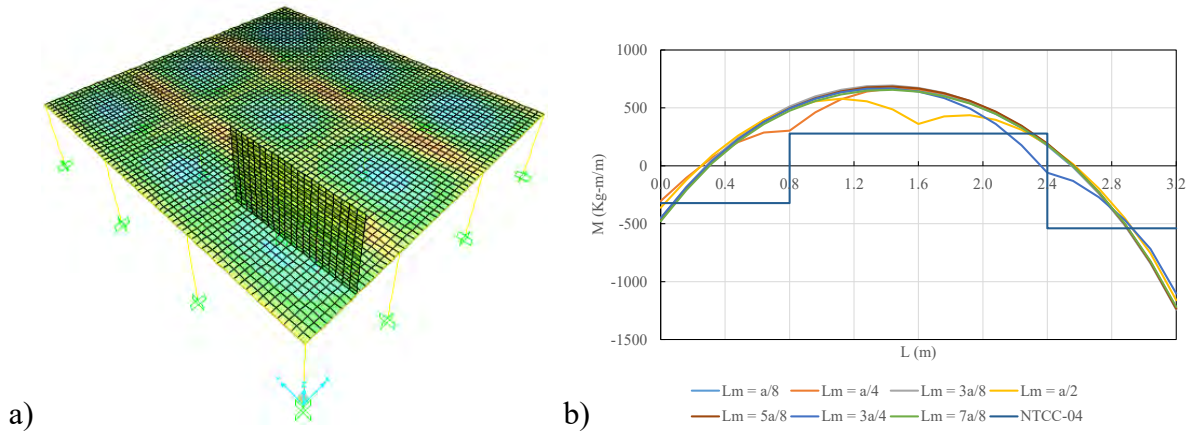 a)
1000
500
0
-500
-1000
-1500
M (Kg-m/m)
0.0 0.4 0.8 1.2 1.6 2.0 2.4 2.8 3.2
L (m)
Lm = a/8 Lm = a/4 Lm = 3a/8 Lm = a/2
Lm = 5a/8 Lm = 3a/4 Lm = 7a/8 NTCC-04
b)